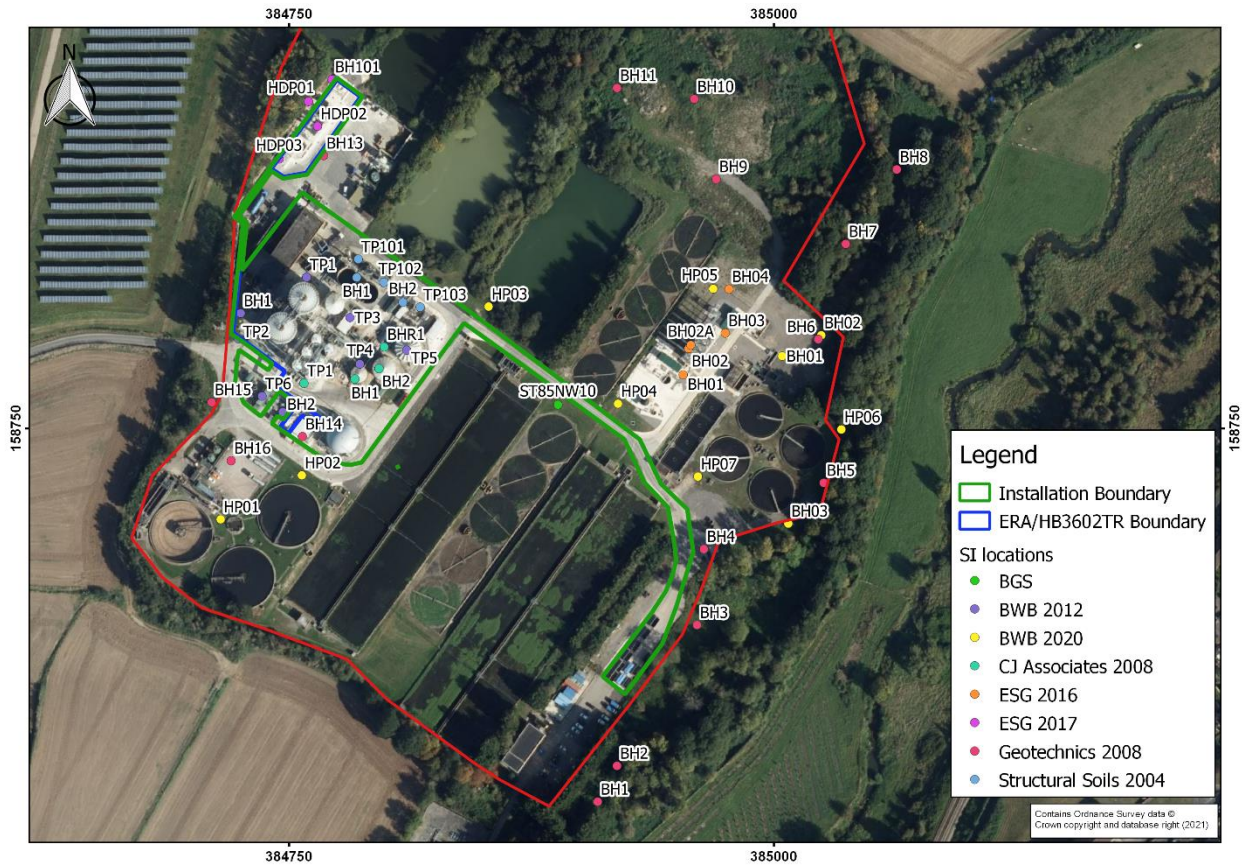 384750
385000
N
BH101
HDP01
HDP02
HDP03
BH13
BH11
BH10
BH9
BH8
BH7
TP101
TP1
TP102
BH1
BH2
TP103
HP03
BH1
TP3
TP2
BHR1
TP4
TP5
TP1
BH2
BH1
TP6
BH15
BH2
BH14
BH16
HP02
HP01
HP05
BH04
BH03
BH02A
BH02
BH01
BH6
BH02
BH01
HP04
ST85NW10
HP06
HP07
BH5
BH03
BH4
BH3
BH2
BH1
158750
158750
Legend
Installation Boundary
ERA/HB3602TR Boundary
SI locations
BGS
BWB 2012
BWB 2020
CJ Associates 2008
ESG 2016
ESG 2017
Geotechnics 2008
Structural Soils 2004
Contains Ordnance Survey data ©
Crown copyright and database right (2021)
384750
385000